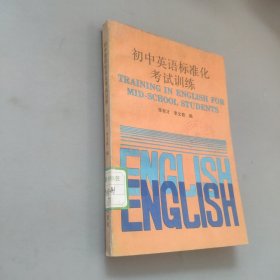 初中英语标准化
考试训练
TRAINING IN ENGLISH FOR
MID-SCHOOL STUDENTS
编
ENGLISH
ENGLISH